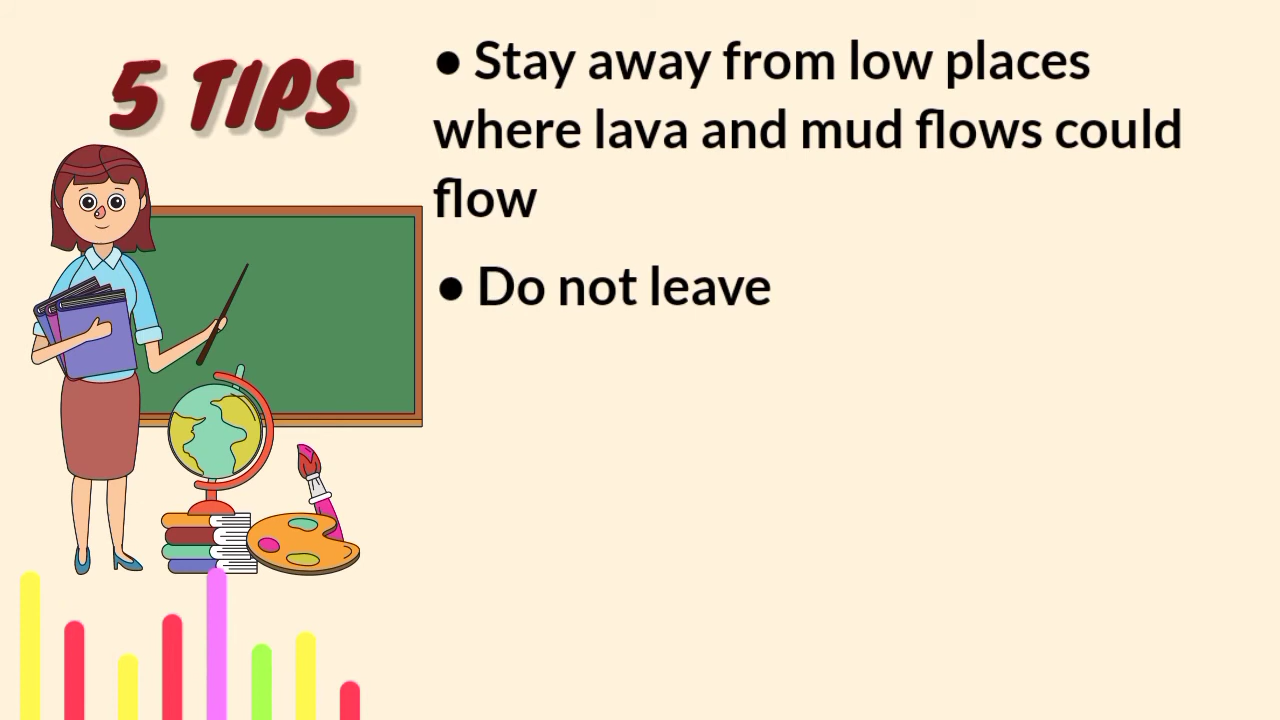 5 TIPS
• Stay away from low places
where lava and mud flows could
flow
• Do not leave